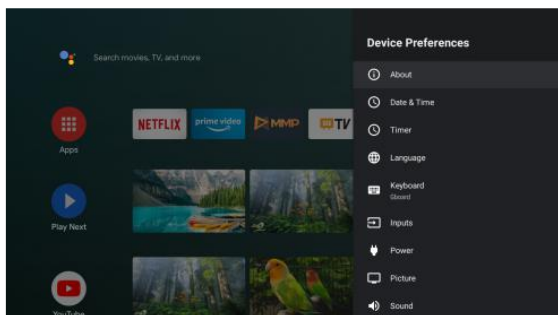 Search movies, TV, and more
Apps
NETFLIX
prime video
MMP
TV
Play Next
YouTube
Device Preferences
About
Date & Time
Timer
Language
Keyboard
Gboard
Inputs
Power
Picture
Sound